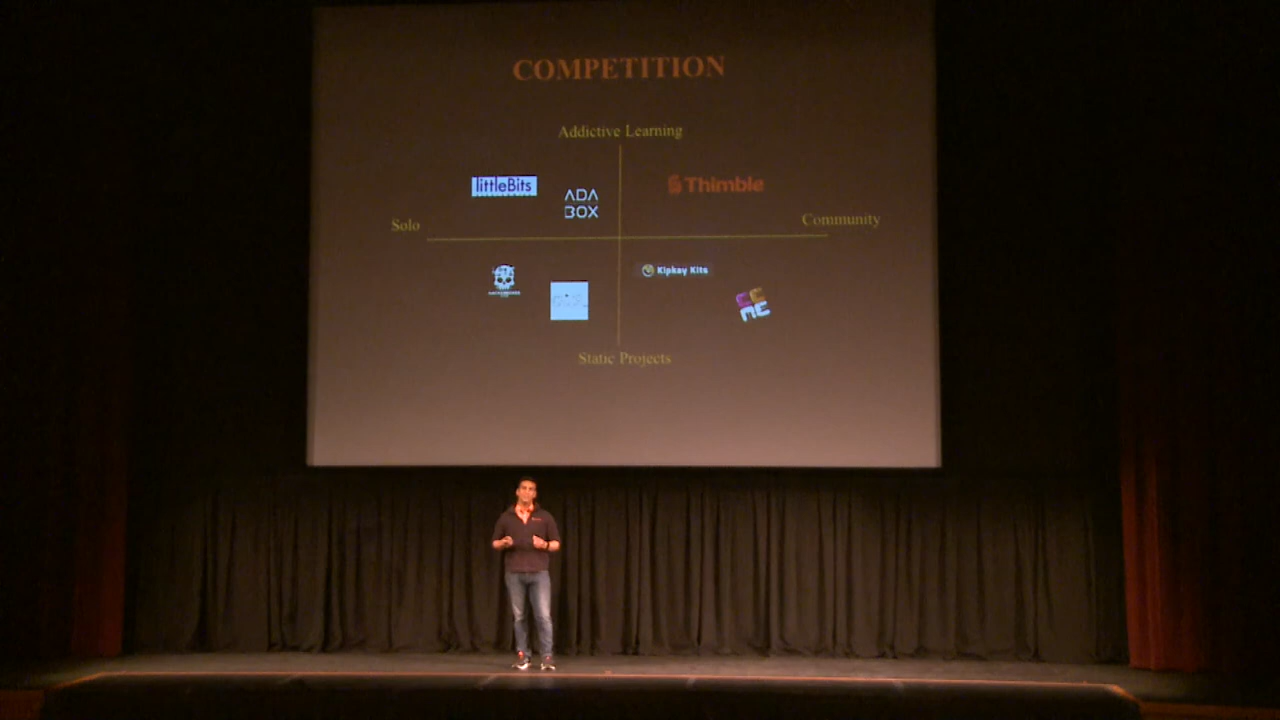 COMPETITION
Addictive Learning
littleBits
ADA
BOX
Thimble
Solo
Community
Kipkay Kits
Static Projects